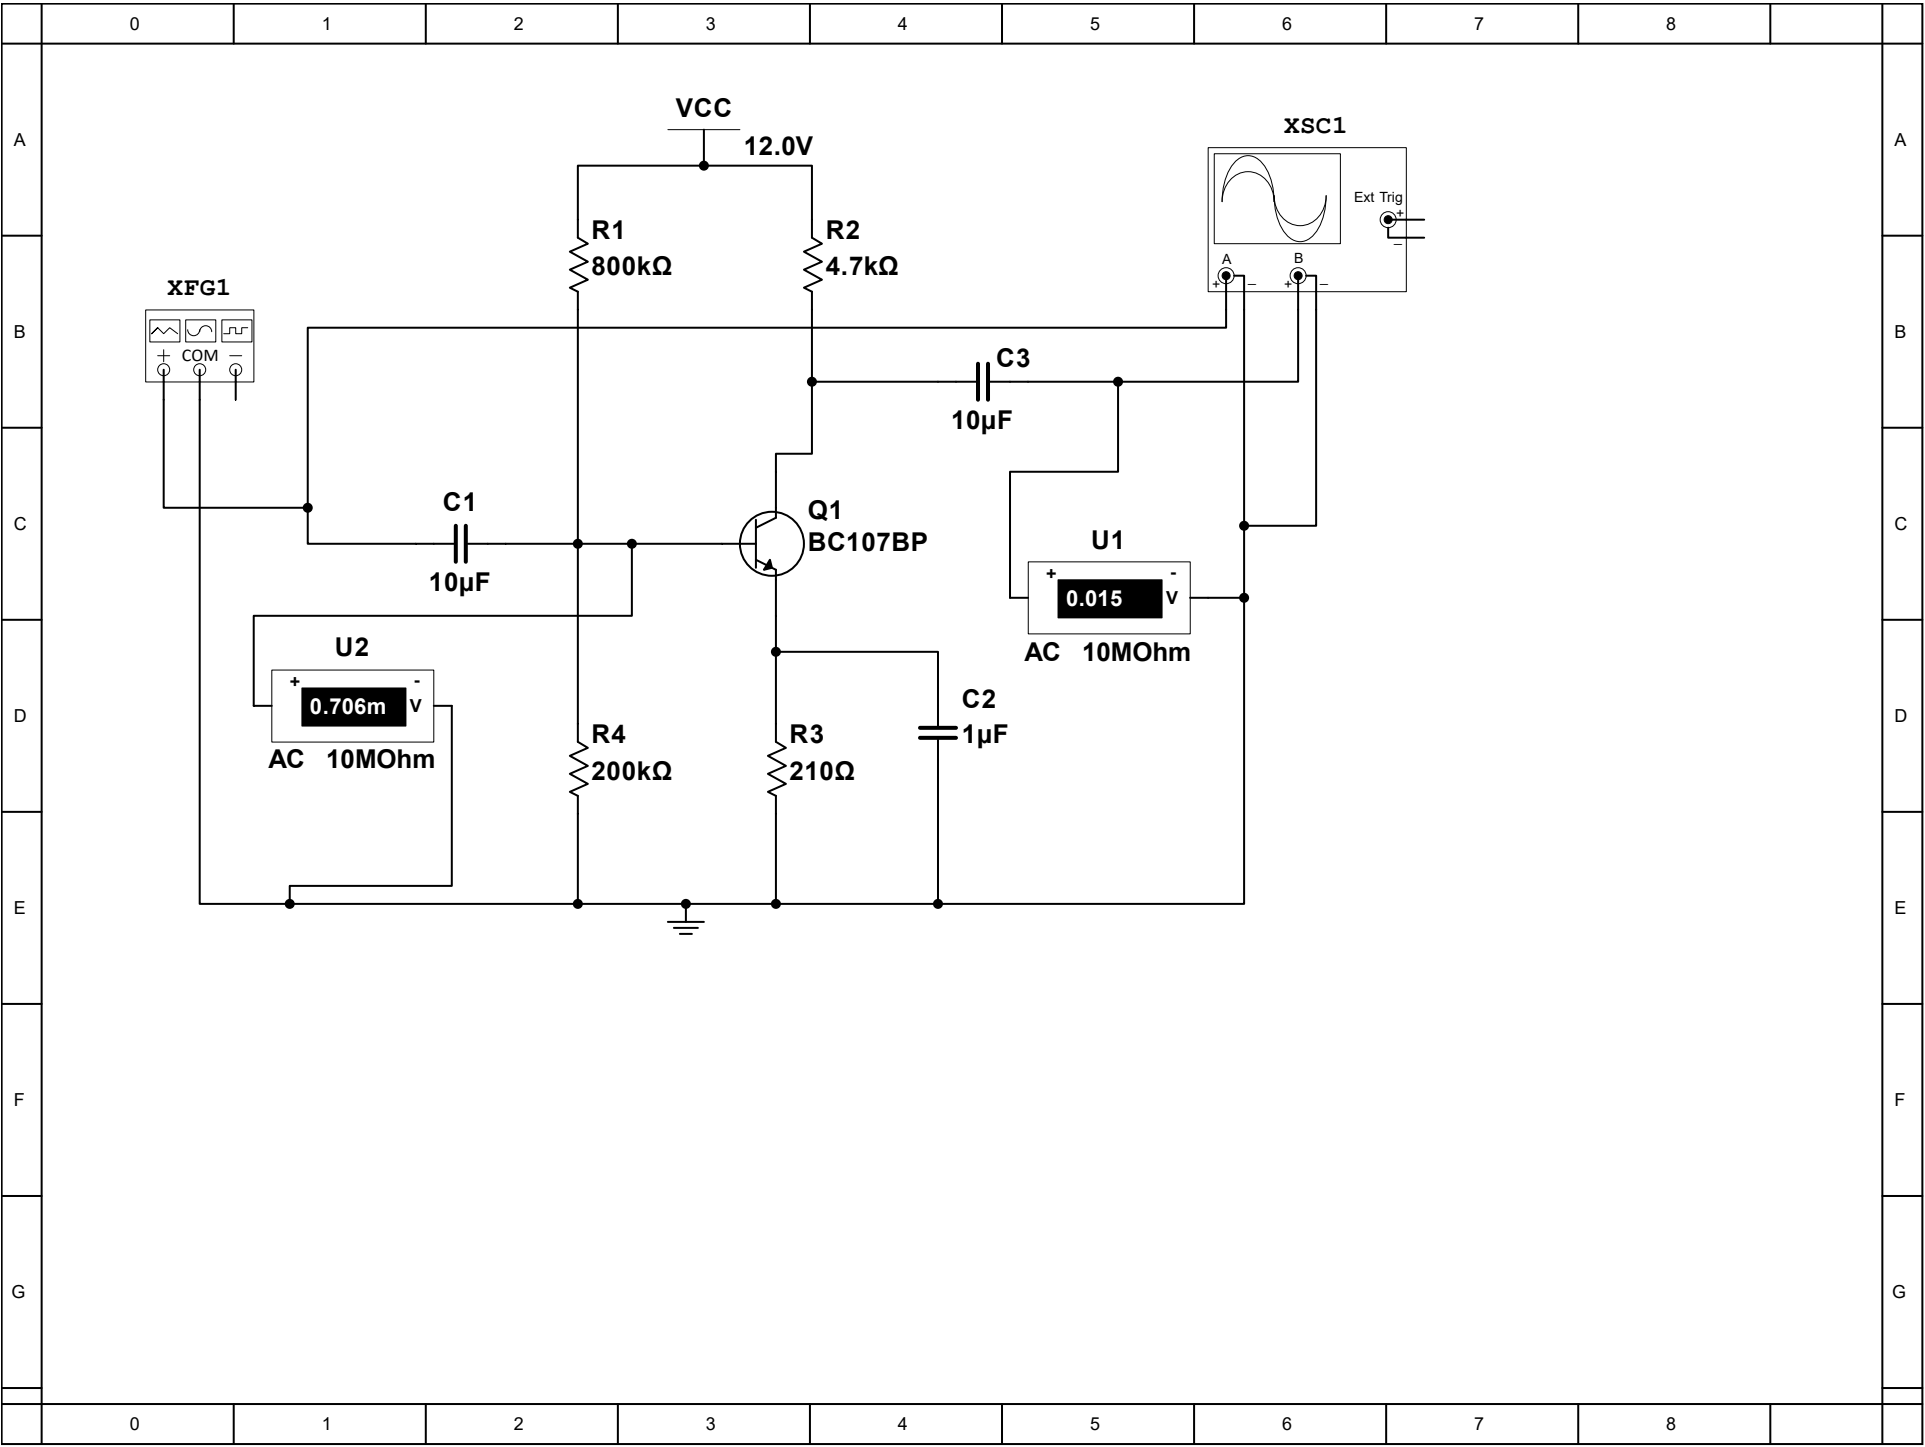 0 1 2 3 4 5 6 7 8
A A
B B
C C
D D
E E
F F
G G
0 1 2 3 4 5 6 7 8
VCC
12.0V
R1
800kΩ
R2
4.7kΩ
XFG1
+ COM −
XSC1
Ext Trig
+
−
A B
+ − + −
C3
10µF
C1
10µF
Q1
BC107BP
U1
+ -
0.015 V
AC 10MOhm
U2
+ -
0.706m V
AC 10MOhm
R4
200kΩ
R3
210Ω
C2
1µF